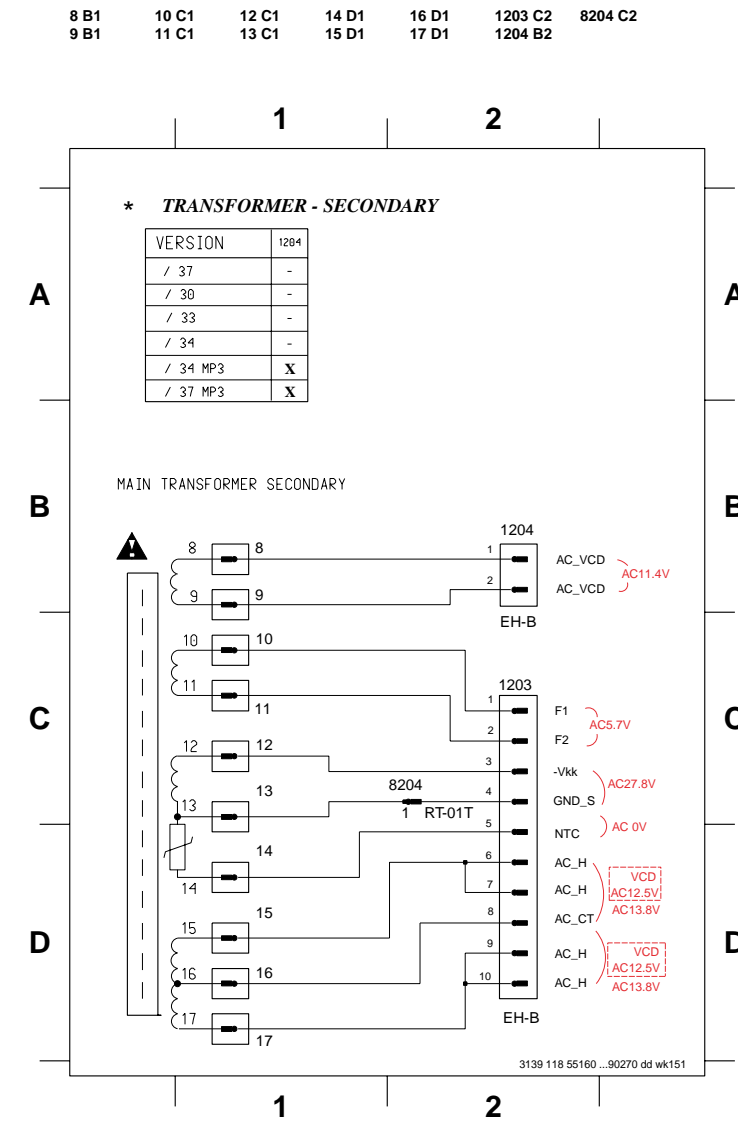 8 B1 10 C1 12 C1 14 D1 16 D1 1203 C2 8204 C2
9 B1 11 C1 13 C1 15 D1 17 D1 1204 B2
1 2
* TRANSFORMER - SECONDARY
VERSION 1204
/ 37 -
/ 30 -
/ 33 -
/ 34 -
/ 34 MP3 X
/ 37 MP3 X
A A
MAIN TRANSFORMER SECONDARY
B B
1204
8 8 1 AC_VCD
AC11.4V
9 9 2 AC_VCD
EH-B
10 10
1203
11 11 1 F1
AC5.7V
C C
2 F2
12 12 3 -Vkk
AC27.8V
13 13 8204 4 GND_S
1 RT-01T
5 NTC AC 0V
14 14 6 AC_H
VCD
7 AC_H AC12.5V
AC13.8V
15 15 8 AC_CT
D D
9 AC_H VCD
AC12.5V
16 16 10 AC_H AC13.8V
17 17 EH-B
3139 118 55160 ...90270 dd wk151
1 2